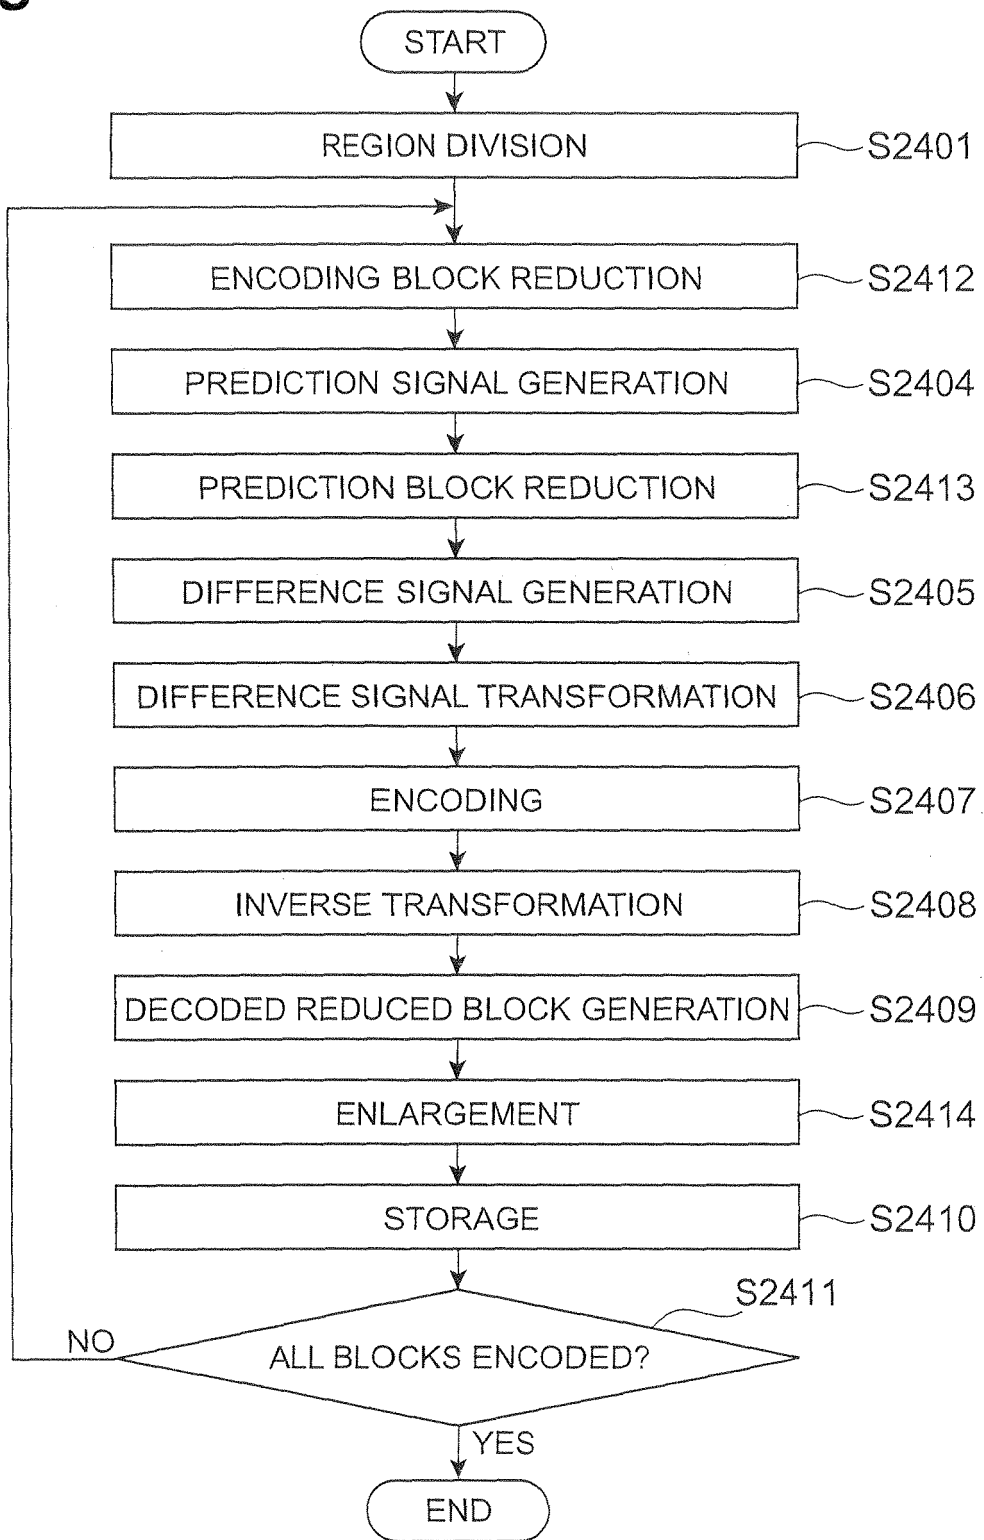 START
REGION DIVISION S2401
ENCODING BLOCK REDUCTION S2412
PREDICTION SIGNAL GENERATION S2404
PREDICTION BLOCK REDUCTION S2413
DIFFERENCE SIGNAL GENERATION S2405
DIFFERENCE SIGNAL TRANSFORMATION S2406
ENCODING S2407
INVERSE TRANSFORMATION S2408
DECODED REDUCED BLOCK GENERATION S2409
ENLARGEMENT S2414
STORAGE S2410
S2411
NO
ALL BLOCKS ENCODED?
YES
END